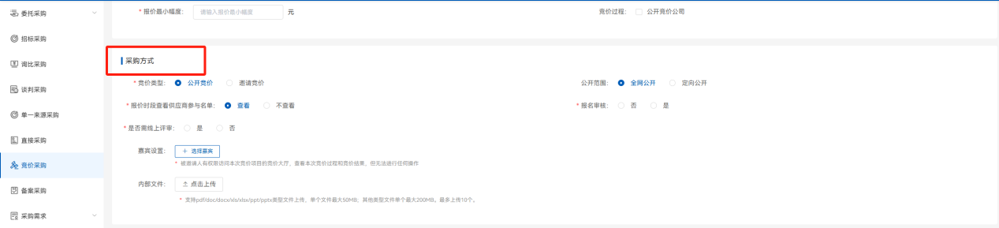 委托采购
招标采购
询比采购
谈判采购
单一来源采购
直接采购
竞价采购
备案采购
采购需求
* 报价最小幅度： 请输入报价最小幅度 元 竞价过程： 公开竞价公司
采购方式
* 竞价类型： 公开竞价 邀请竞价 公开范围： 全网公开 定向公开
* 报价时段查看供应商参与名单： 查看 不查看 * 报名审核： 否 是
* 是否需线上评审： 是 否
嘉宾设置： + 选择嘉宾
* 被邀请人有权限访问本次竞价项目的竞价大厅，查看本次竞价过程和竞价结果，但无法进行任何操作
内部文件： 点击上传
* 支持pdf/doc/docx/xls/xlsx/ppt/pptx类型文件上传，单个文件最大50MB；其他类型文件单个最大200MB。最多上传10个。